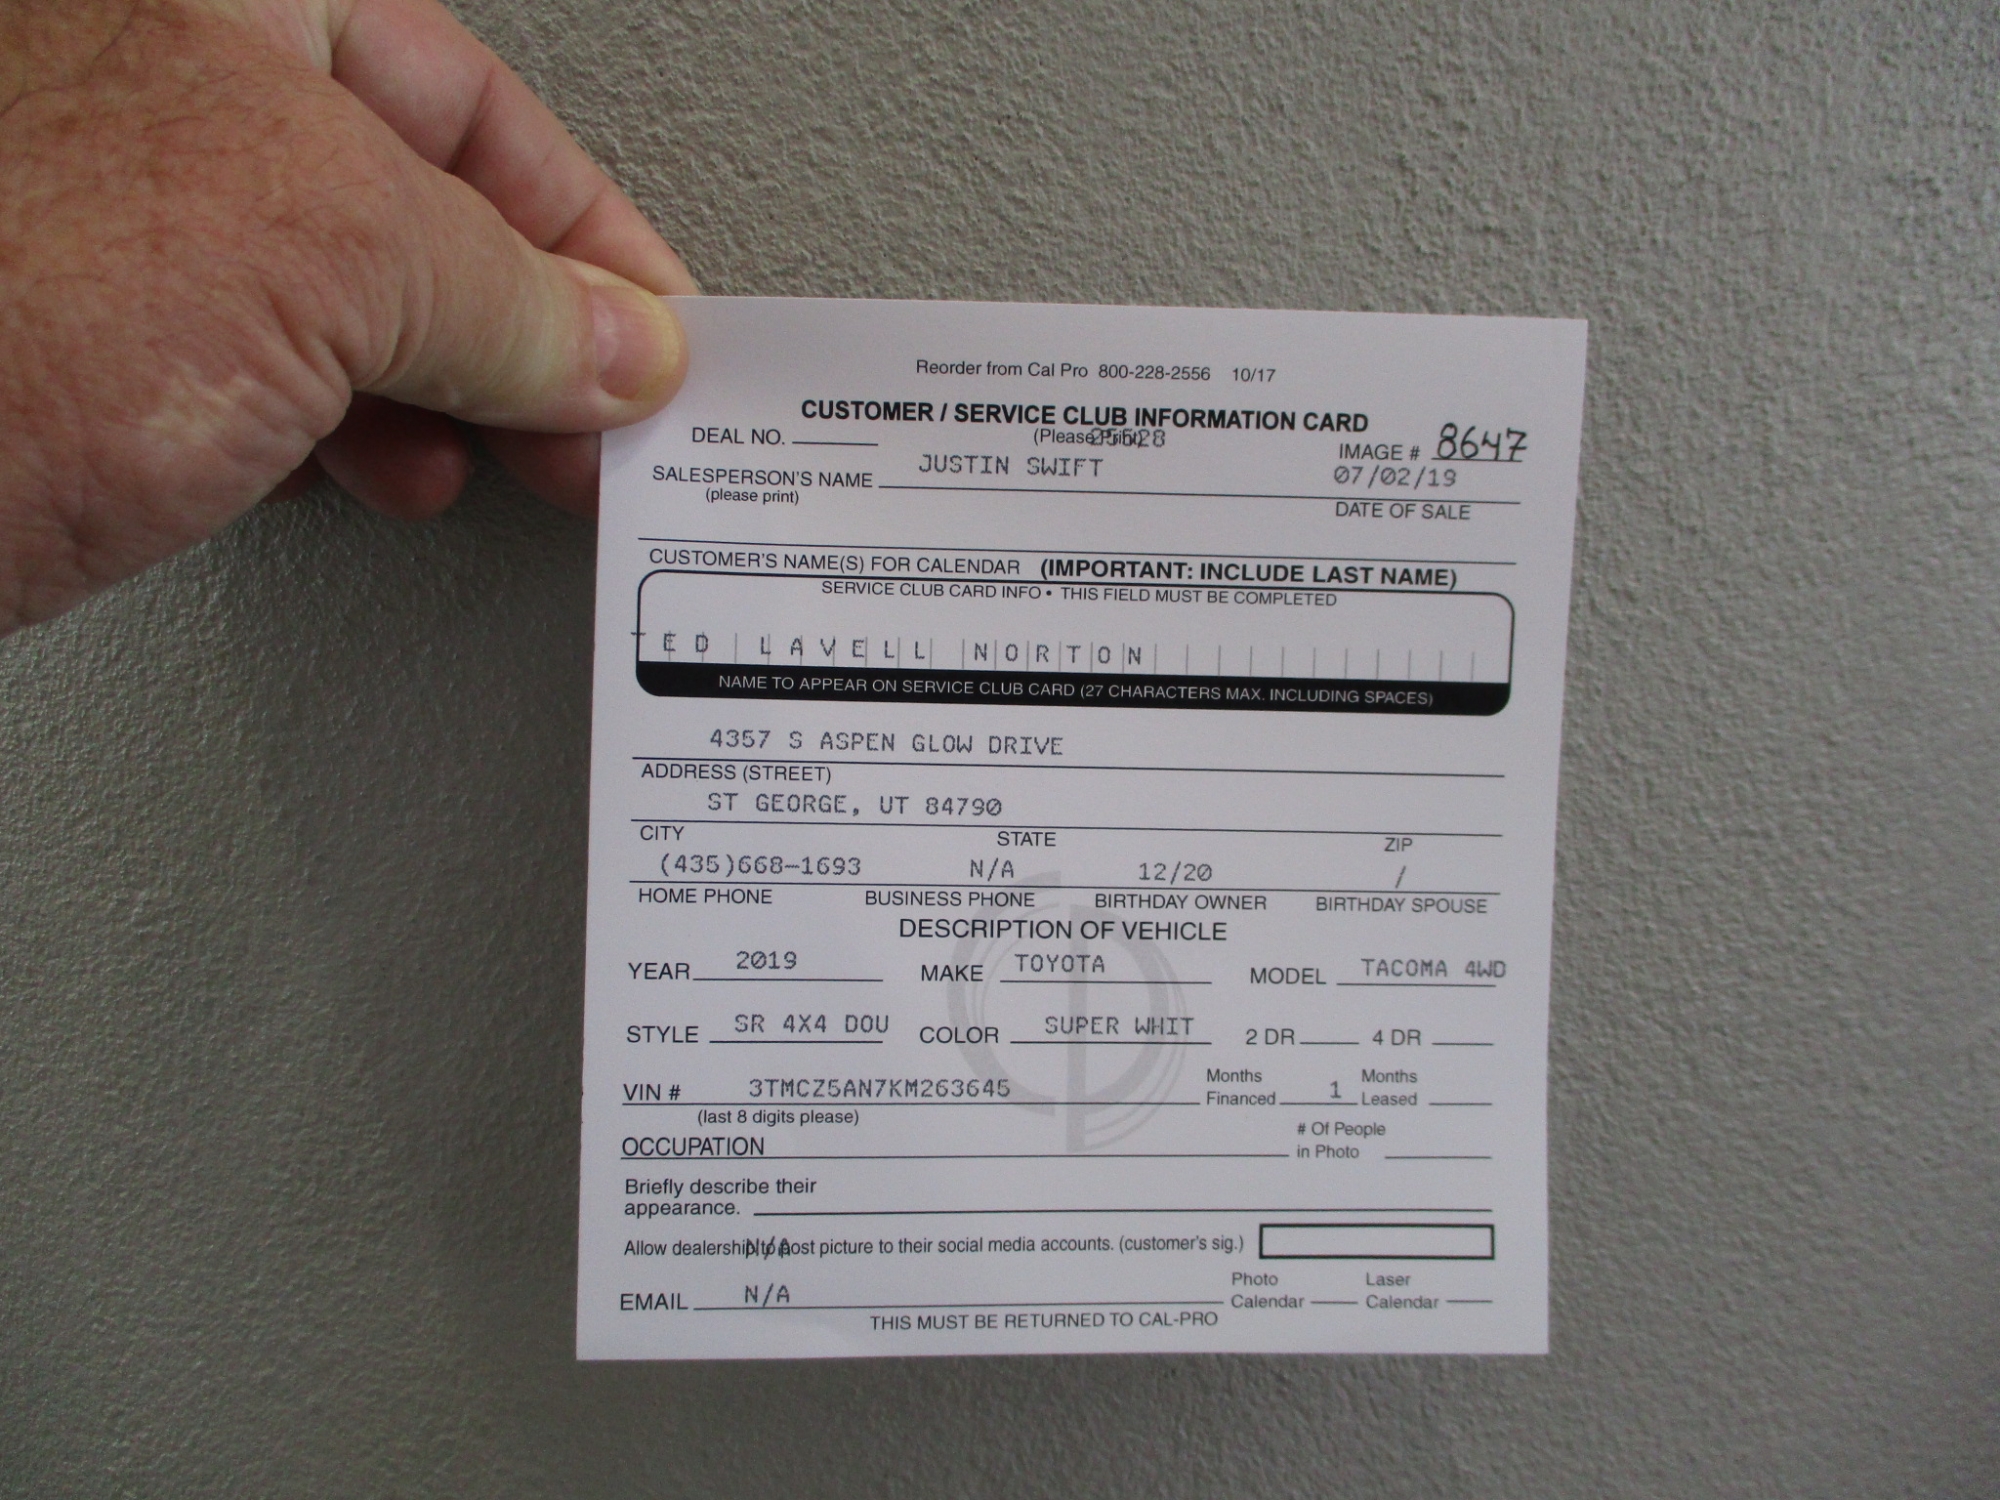 Reorder from Cal Pro 800-228-2556 10/17
CUSTOMER / SERVICE CLUB INFORMATION CARD
DEAL NO. (Please Print) IMAGE # 8647
SALESPERSON'S NAME JUSTIN SWIFT 07/02/19
(please print) DATE OF SALE
CUSTOMER'S NAME(S) FOR CALENDAR (IMPORTANT: INCLUDE LAST NAME)
SERVICE CLUB CARD INFO • THIS FIELD MUST BE COMPLETED
TED LAVELL NORTON
NAME TO APPEAR ON SERVICE CLUB CARD (27 CHARACTERS MAX. INCLUDING SPACES)
4357 S ASPEN GLOW DRIVE
ADDRESS (STREET)
ST GEORGE, UT 84790
CITY STATE ZIP
(435)668-1693 N/A 12/20 /
HOME PHONE BUSINESS PHONE BIRTHDAY OWNER BIRTHDAY SPOUSE
DESCRIPTION OF VEHICLE
YEAR 2019 MAKE TOYOTA MODEL TACOMA 4WD
STYLE SR 4X4 DOU COLOR SUPER WHIT 2 DR 4 DR
VIN # 3TMCZ5AN7KM263645 Months Financed 1 Months Leased
(last 8 digits please)
OCCUPATION # Of People in Photo
Briefly describe their
appearance.
Allow dealership to post picture to their social media accounts. (customer's sig.)
N/A
EMAIL N/A Photo Calendar Laser Calendar
THIS MUST BE RETURNED TO CAL-PRO